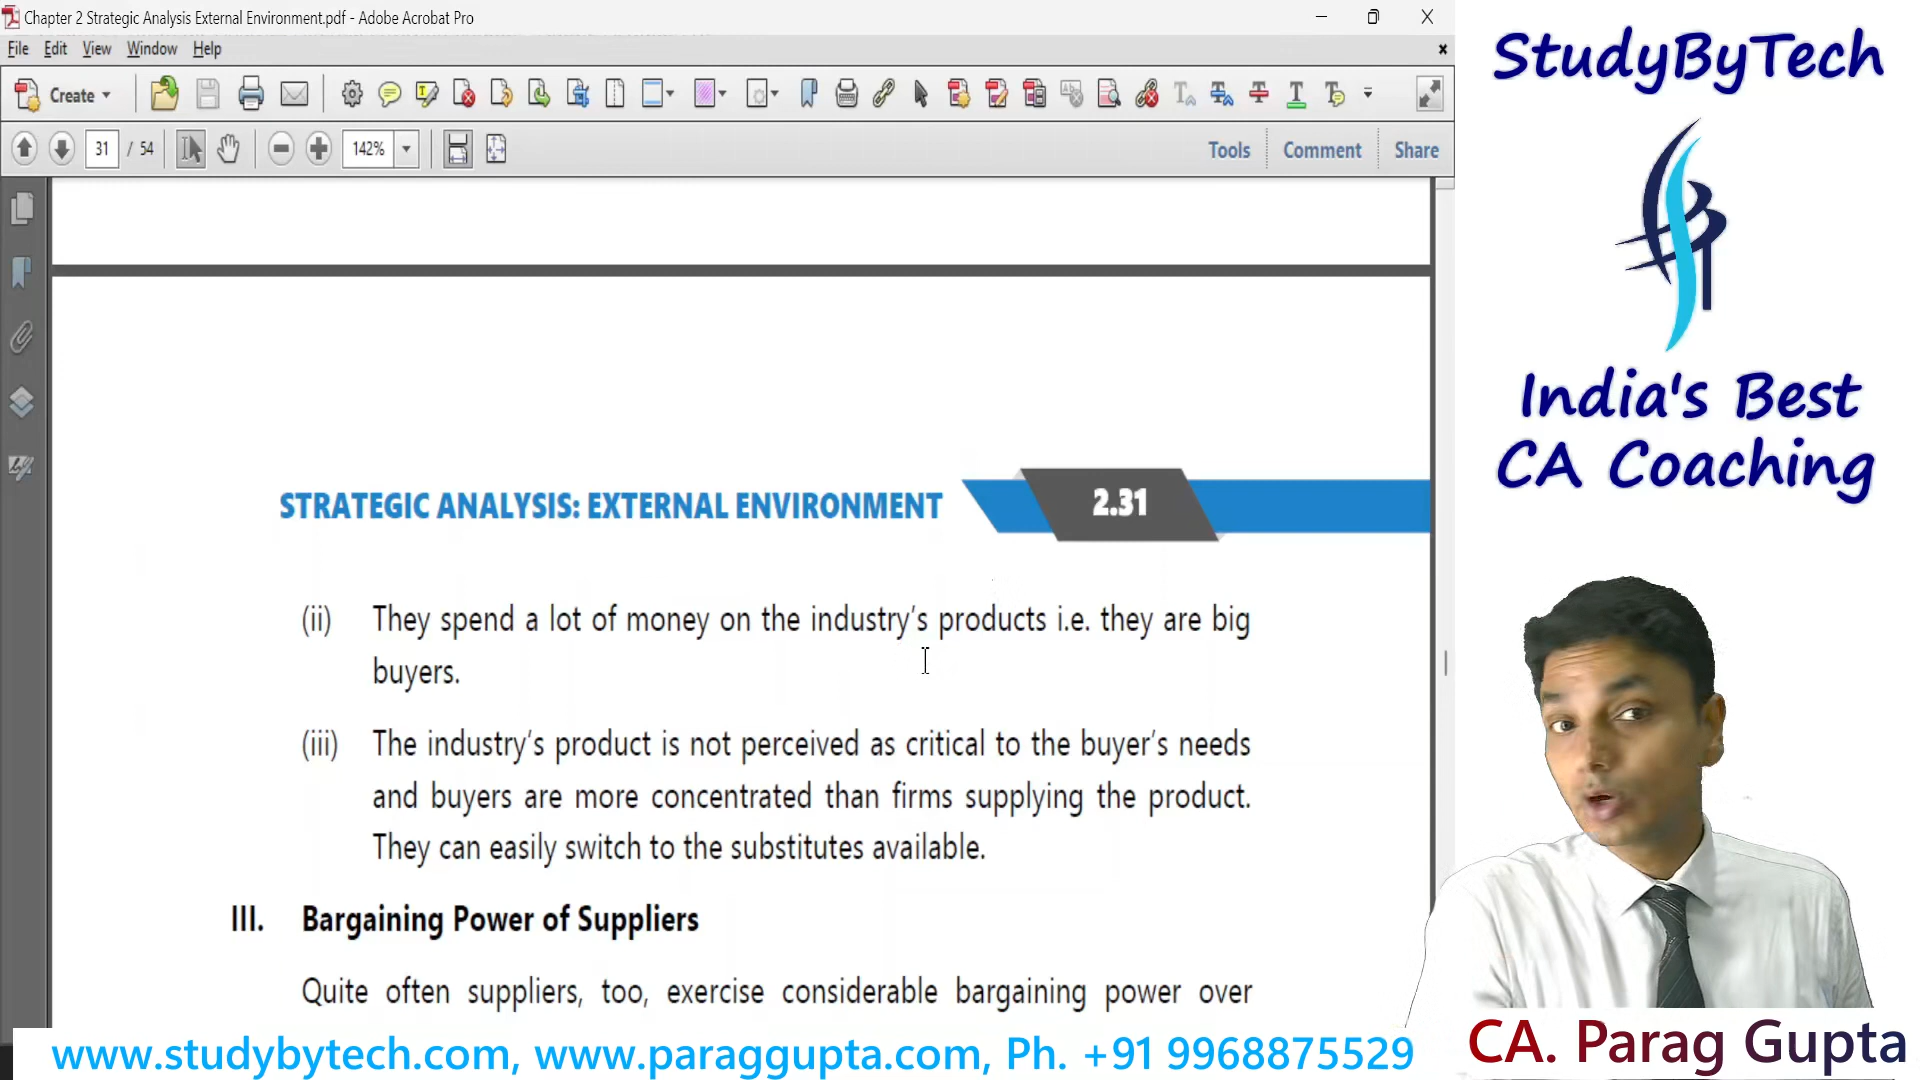 Chapter 2 Strategic Analysis External Environment.pdf - Adobe Acrobat Pro
File Edit View Window Help
Create
31 / 54 142% Tools Comment Share
StudyByTech
India's Best
CA Coaching
STRATEGIC ANALYSIS: EXTERNAL ENVIRONMENT 2.31
(ii) They spend a lot of money on the industry's products i.e. they are big
buyers.
(iii) The industry's product is not perceived as critical to the buyer's needs
and buyers are more concentrated than firms supplying the product.
They can easily switch to the substitutes available.
III. Bargaining Power of Suppliers
Quite often suppliers, too, exercise considerable bargaining power over
www.studybytech.com, www.paraggupta.com, Ph. +91 9968875529
CA. Parag Gupta